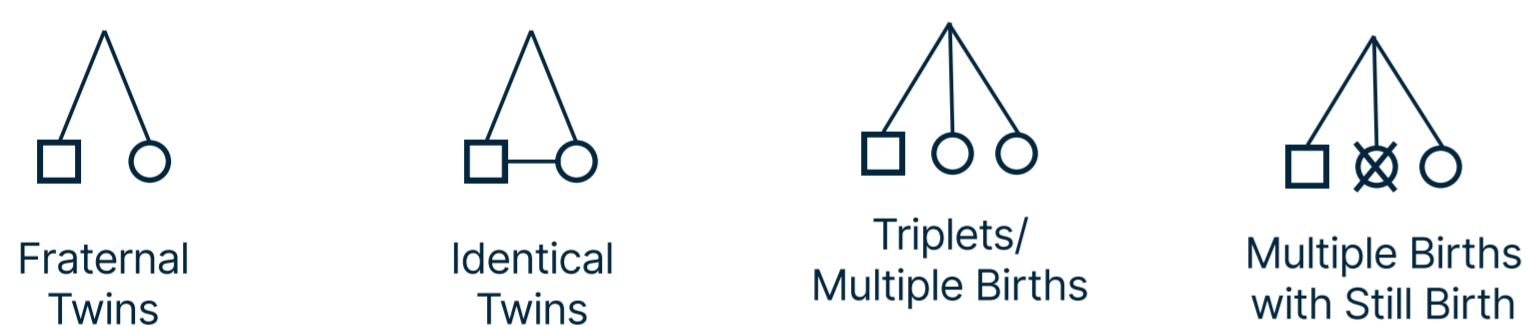 Fraternal
Twins
Identical
Twins
Triplets/
Multiple Births
Multiple Births
with Still Birth